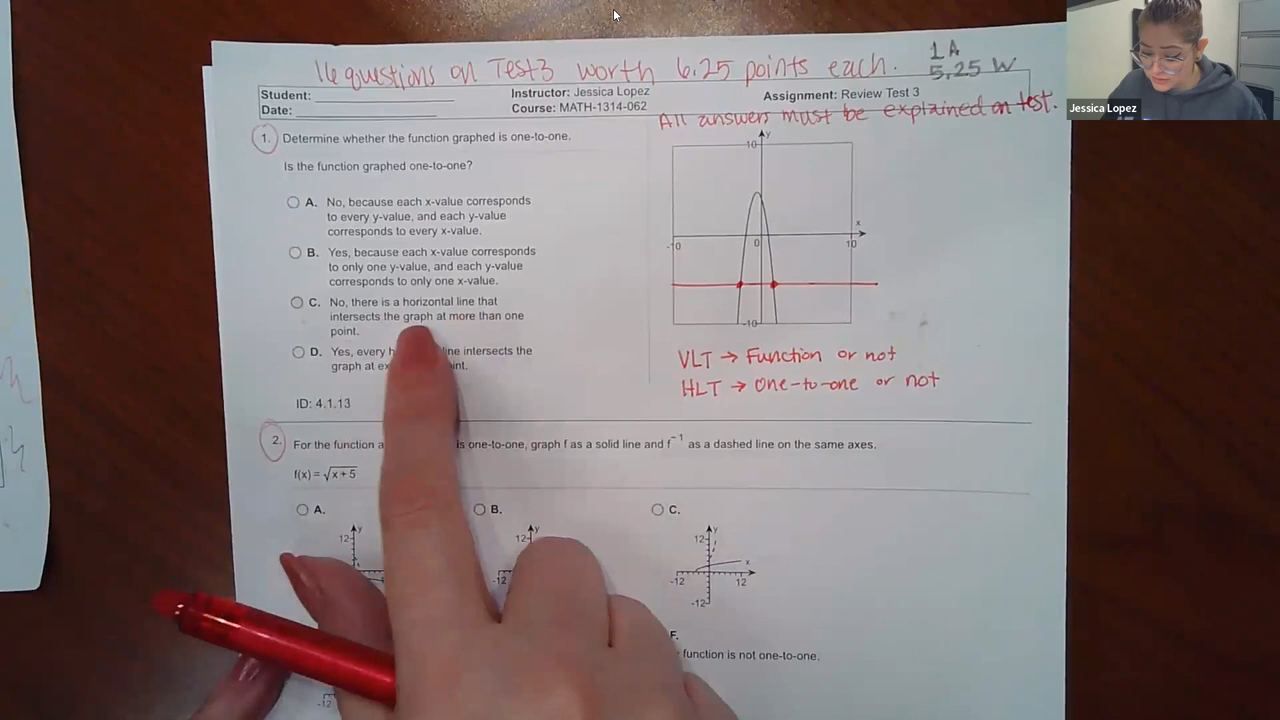 16 questions on Test3 worth 6.25 points each.
1 A
5.25 W
Student:
Instructor: Jessica Lopez
Assignment: Review Test 3
Date:
Course: MATH-1314-062
All answers must be explained on test.
Jessica Lopez
1. Determine whether the function graphed is one-to-one.
Is the function graphed one-to-one?
A. No, because each x-value corresponds
to every y-value, and each y-value
corresponds to every x-value.
B. Yes, because each x-value corresponds
to only one y-value, and each y-value
corresponds to only one x-value.
C. No, there is a horizontal line that
intersects the graph at more than one
point.
D. Yes, every line intersects the
graph at
ID: 4.1.13
10
y
x
-10
0
10
-10
VLT → Function or not
HLT → One-to-one or not
2. For the function is one-to-one, graph f as a solid line and f⁻¹ as a dashed line on the same axes.
f(x) = √x + 5
A.
B.
C.
12
y
12
y
12
y
x
-12
-12
12
-12
F.
function is not one-to-one.
-12